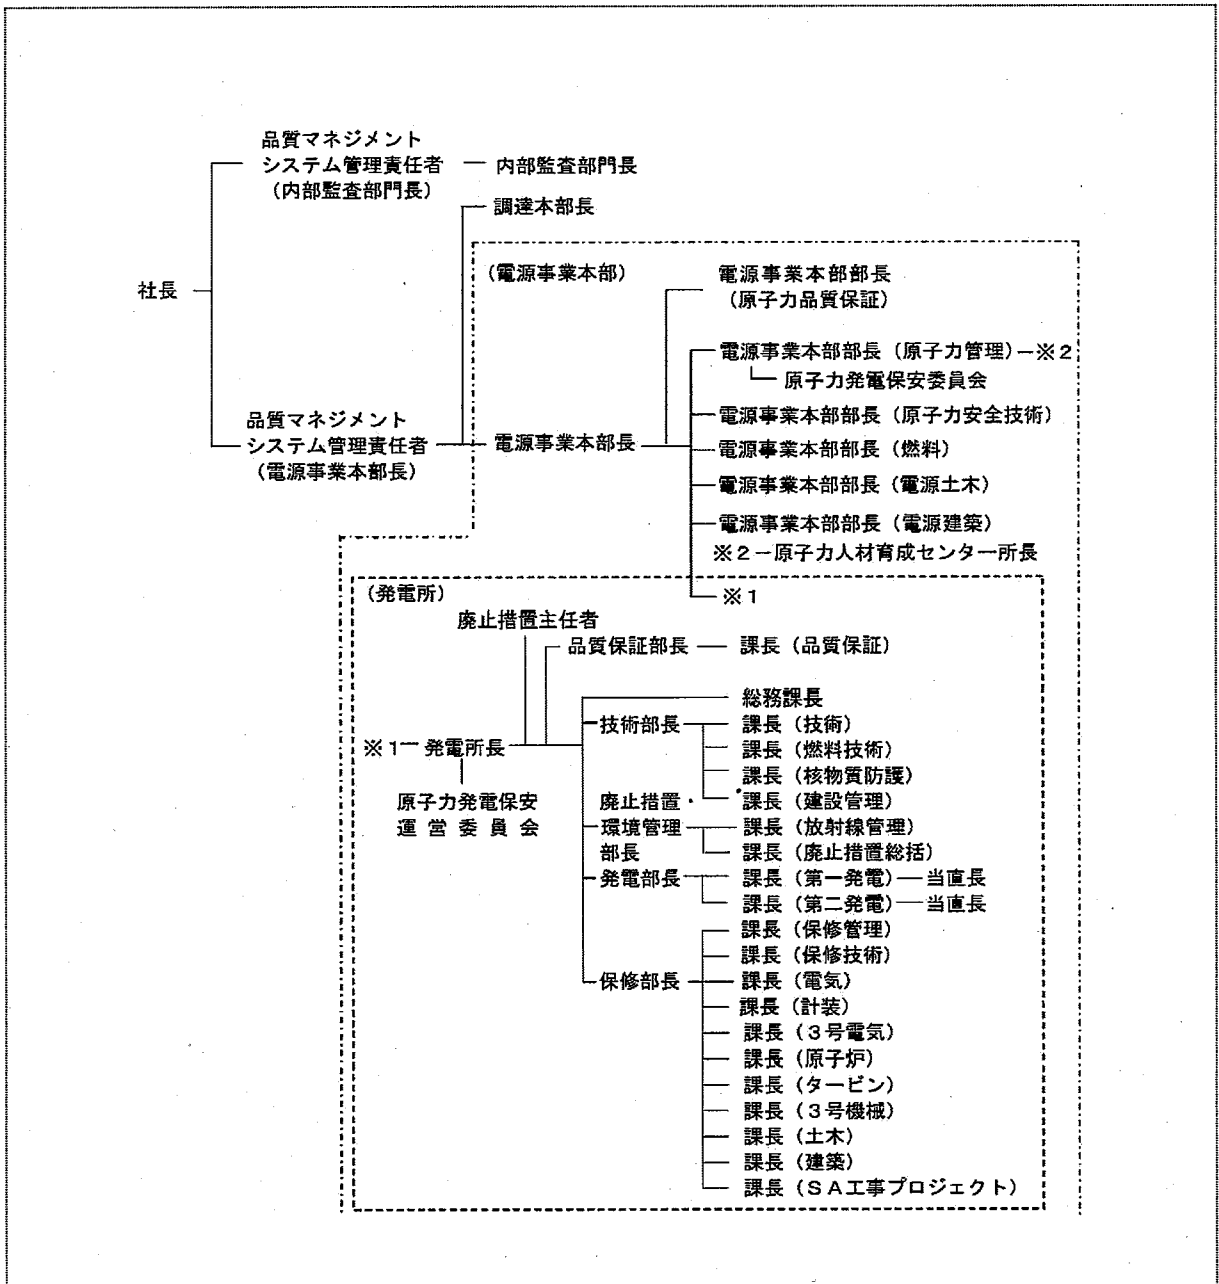 品質マネジメント
システム管理責任者 ― 内部監査部門長
(内部監査部門長)
調達本部長
(電源事業本部)
電源事業本部部長
(原子力品質保証)
社長
電源事業本部部長(原子力管理)-※2
原子力発電保安委員会
電源事業本部部長(原子力安全技術)
品質マネジメント
システム管理責任者
(電源事業本部長)
電源事業本部長
電源事業本部部長(燃料)
電源事業本部部長(電源土木)
電源事業本部部長(電源建築)
※2-原子力人材育成センター所長
※1
(発電所)
廃止措置主任者
品質保証部長 ― 課長(品質保証)
総務課長
※1 ― 発電所長
原子力発電保安
運営委員会
技術部長
課長(技術)
課長(燃料技術)
課長(核物質防護)
課長(建設管理)
廃止措置・
環境管理
部長
課長(放射線管理)
課長(廃止措置総括)
発電部長
課長(第一発電)―当直長
課長(第二発電)―当直長
保修部長
課長(保修管理)
課長(保修技術)
課長(電気)
課長(計装)
課長(3号電気)
課長(原子炉)
課長(タービン)
課長(3号機械)
課長(土木)
課長(建築)
課長(SA工事プロジェクト)